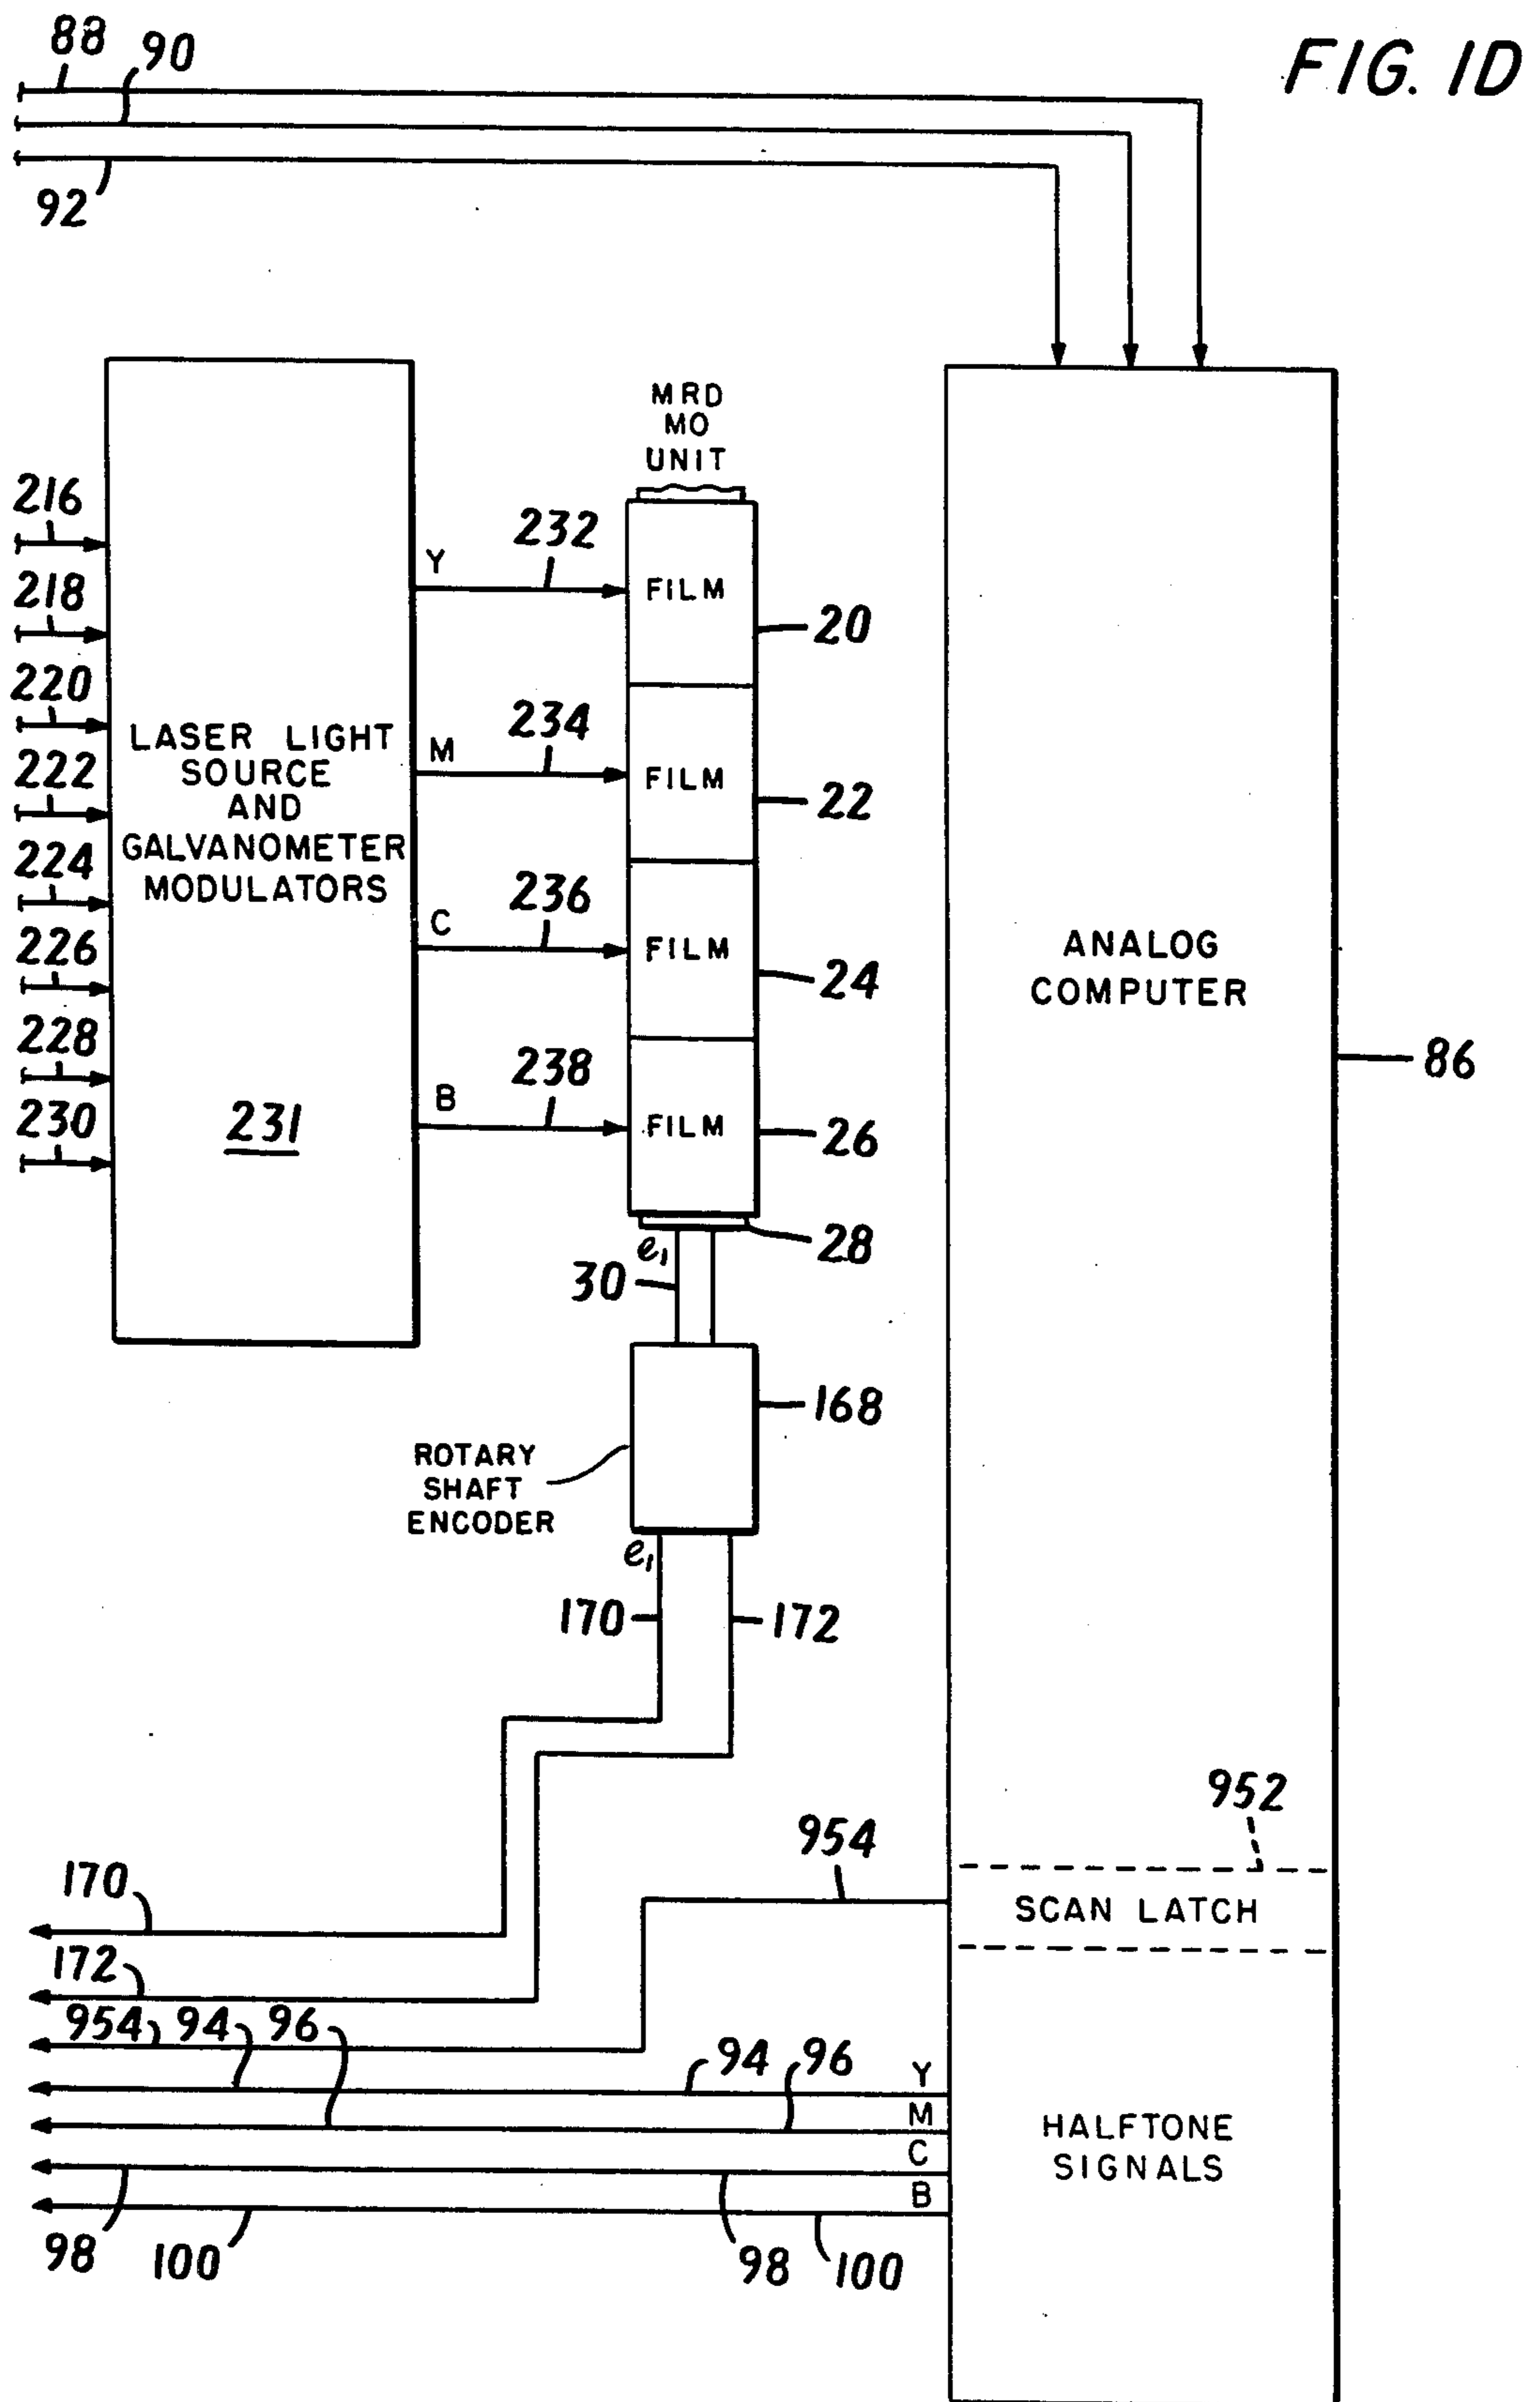 FIG. 1D
88
90
92
MRD
MO
UNIT
216
218
220
222
224
226
228
230
LASER LIGHT
SOURCE
AND
GALVANOMETER
MODULATORS
231
Y
232
FILM
20
M
234
FILM
22
C
236
FILM
24
B
238
FILM
26
28
e1
30
168
ROTARY
SHAFT
ENCODER
e1
170
172
ANALOG
COMPUTER
86
952
954
SCAN LATCH
170
172
954 94 96
94 96 Y
M
C
B
HALFTONE
SIGNALS
98 100
98 100